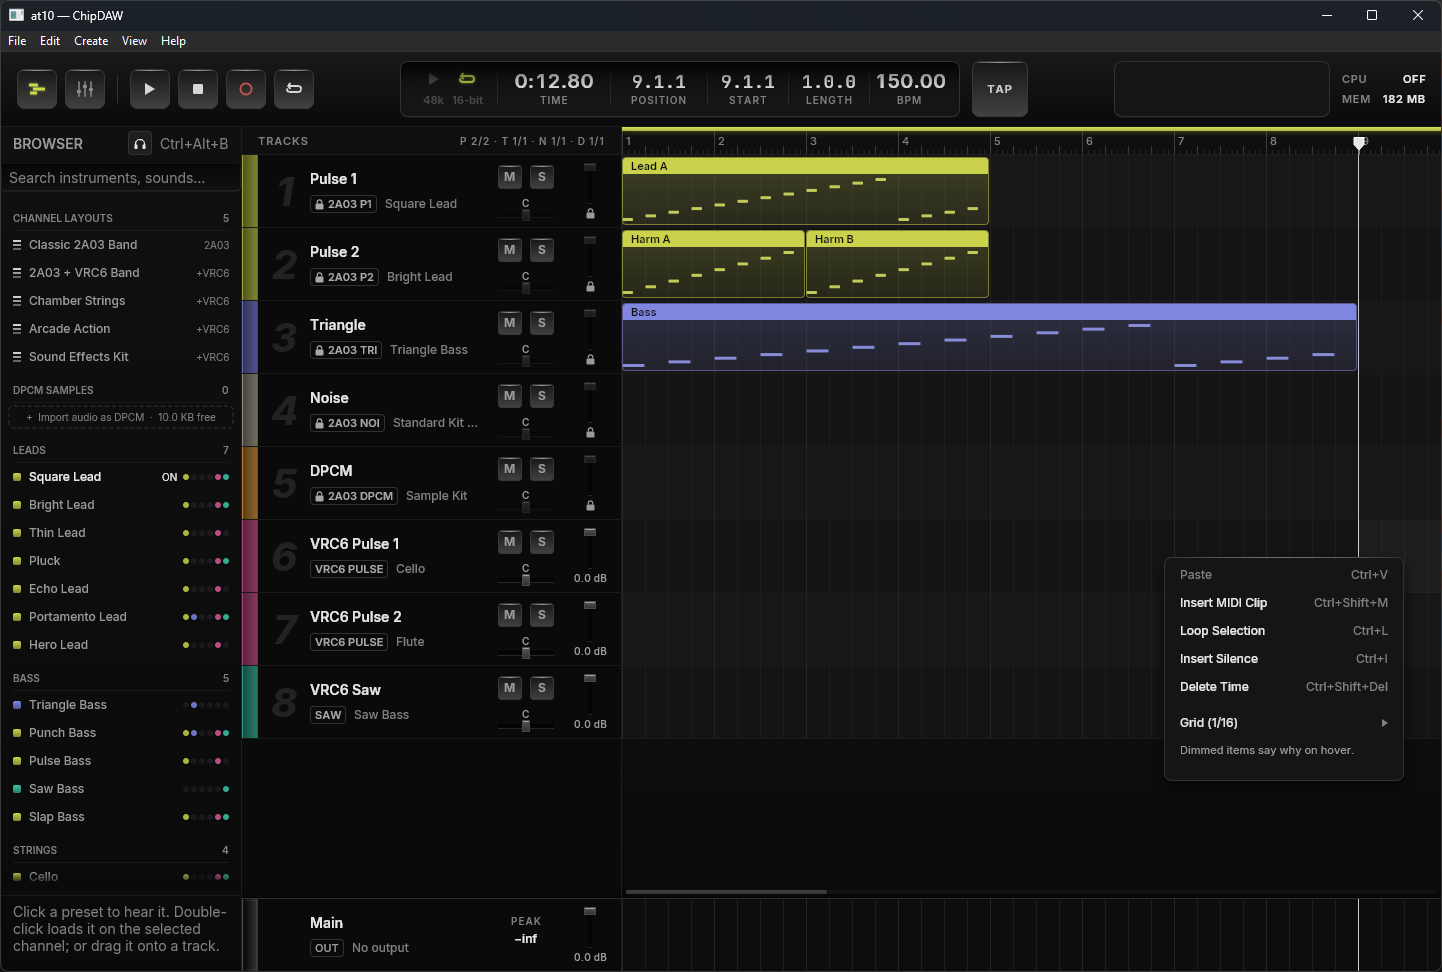 at10 — ChipDAW
File Edit Create View Help
48k 16-bit
0:12.80 TIME
9.1.1 POSITION
9.1.1 START
1.0.0 LENGTH
150.00 BPM
TAP
CPU OFF
MEM 182 MB
BROWSER Ctrl+Alt+B
Search instruments, sounds...
CHANNEL LAYOUTS 5
Classic 2A03 Band 2A03
2A03 + VRC6 Band +VRC6
Chamber Strings +VRC6
Arcade Action +VRC6
Sound Effects Kit +VRC6
DPCM SAMPLES 0
+ Import audio as DPCM · 10.0 KB free
LEADS 7
Square Lead ON
Bright Lead
Thin Lead
Pluck
Echo Lead
Portamento Lead
Hero Lead
BASS 5
Triangle Bass
Punch Bass
Pulse Bass
Saw Bass
Slap Bass
STRINGS 4
Cello
Click a preset to hear it. Double-
click loads it on the selected
channel; or drag it onto a track.
TRACKS P 2/2 · T 1/1 · N 1/1 · D 1/1
1 Pulse 1 M S
2A03 P1 Square Lead C
2 Pulse 2 M S
2A03 P2 Bright Lead C
3 Triangle M S
2A03 TRI Triangle Bass C
4 Noise M S
2A03 NOI Standard Kit ... C
5 DPCM M S
2A03 DPCM Sample Kit C
6 VRC6 Pulse 1 M S
VRC6 PULSE Cello C 0.0 dB
7 VRC6 Pulse 2 M S
VRC6 PULSE Flute C 0.0 dB
8 VRC6 Saw M S
SAW Saw Bass C 0.0 dB
Main PEAK
OUT No output -inf 0.0 dB
1 2 3 4 5 6 7 8 9
Lead A
Harm A Harm B
Bass
Paste Ctrl+V
Insert MIDI Clip Ctrl+Shift+M
Loop Selection Ctrl+L
Insert Silence Ctrl+I
Delete Time Ctrl+Shift+Del
Grid (1/16)
Dimmed items say why on hover.